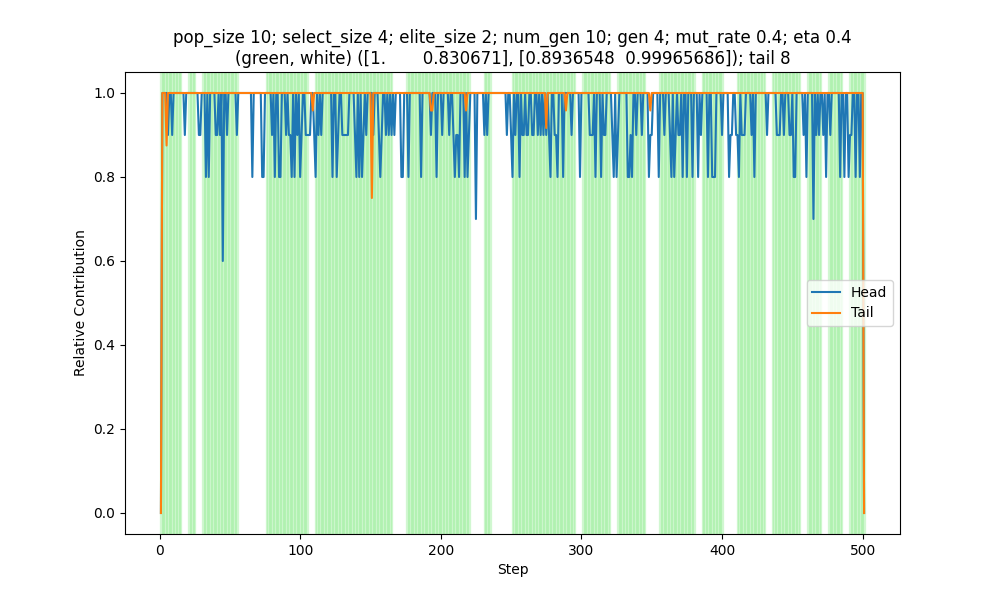 pop_size 10; select_size 4; elite_size 2; num_gen 10; gen 4; mut_rate 0.4; eta 0.4
(green, white) ([1. 0.830671], [0.8936548 0.99965686]); tail 8
Relative Contribution
1.0
0.8
0.6
0.4
0.2
0.0
Head
Tail
0 100 200 300 400 500
Step